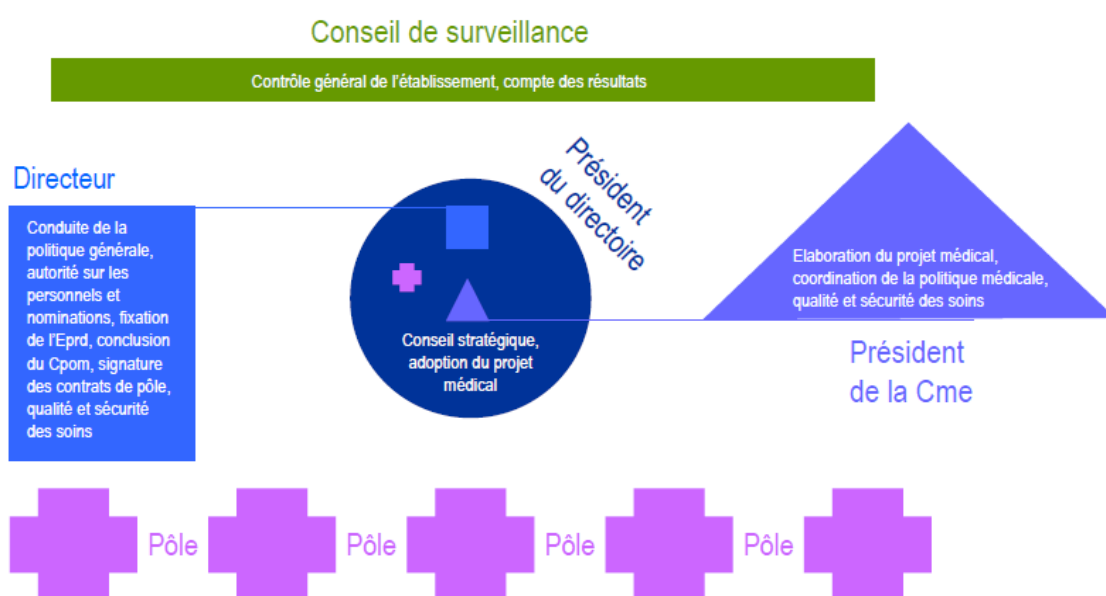 Conseil de surveillance
Contrôle général de l'établissement, compte des résultats
Directeur
Conduite de la
politique générale,
autorité sur les
personnels et
nominations, fixation
de l'Eprd, conclusion
du Cpom, signature
des contrats de pôle,
qualité et sécurité
des soins
Président
du directoire
Conseil stratégique,
adoption du projet
médical
Elaboration du projet médical,
coordination de la politique médicale,
qualité et sécurité des soins
Président
de la Cme
Pôle Pôle Pôle Pôle